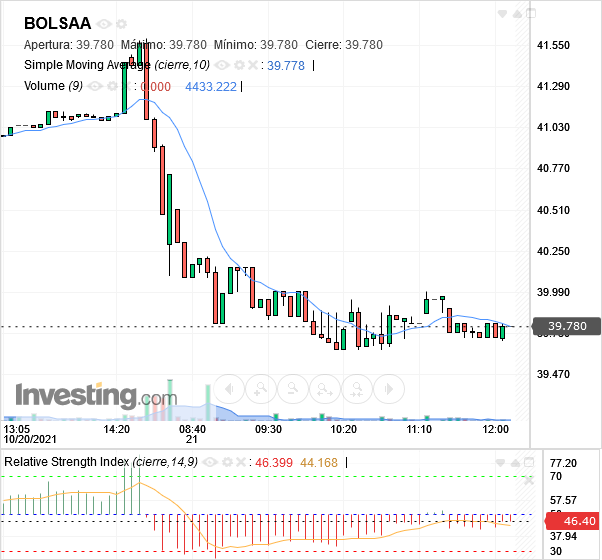 BOLSAA
Apertura: 39.780 Máximo: 39.780 Mínimo: 39.780 Cierre: 39.780
Simple Moving Average (cierre,10) : 39.778
Volume (9) : 0.000 4433.222
41.550
41.290
41.030
40.770
40.510
40.250
39.990
39.780
39.470
Investing.com
13:05 14:20 08:40 09:30 10:20 11:10 12:00
10/20/2021 21
Relative Strength Index (cierre,14,9) : 46.399 44.168
77.20
70
57.57
46.40
37.94
30